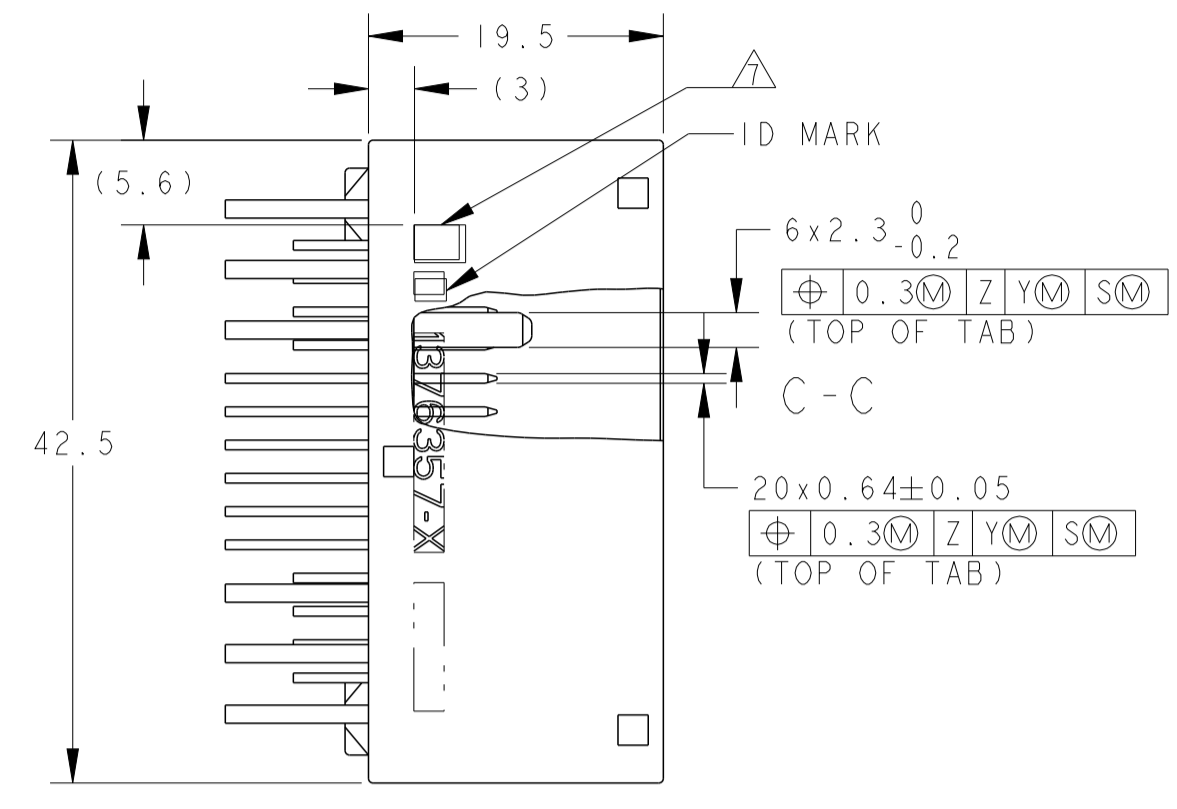 19.5
(3)
7
ID MARK
(5.6)
6x2.3 0 -0.2
⌖ 0.3Ⓜ Z YⓂ SⓂ
(TOP OF TAB)
C-C
42.5
1376357-X
20x0.64±0.05
⌖ 0.3Ⓜ Z YⓂ SⓂ
(TOP OF TAB)